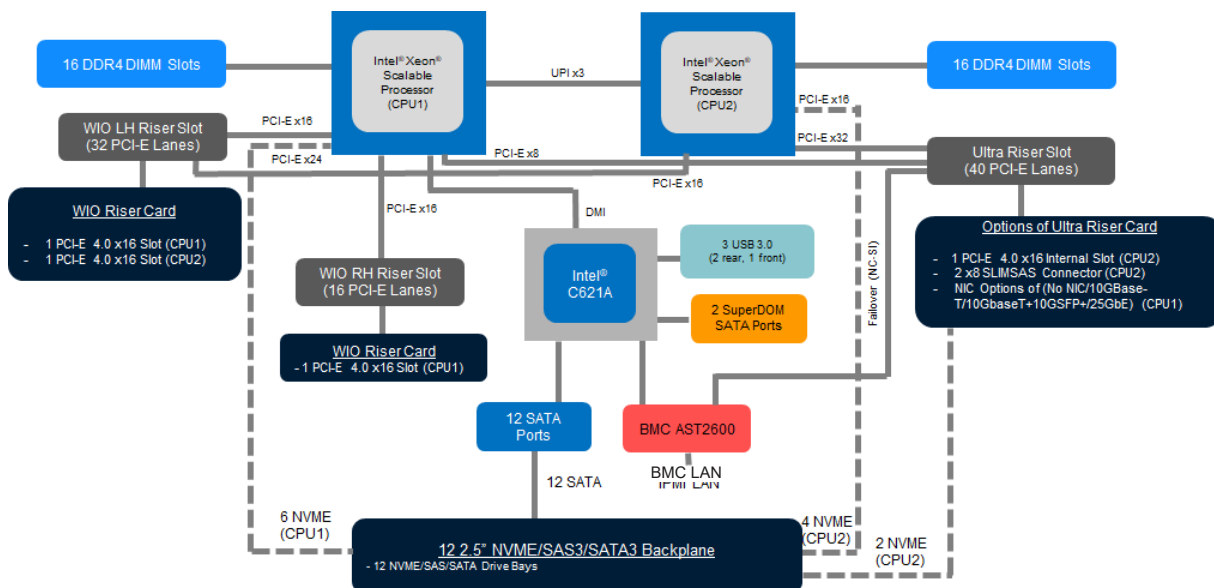 16 DDR4 DIMM Slots
Intel® Xeon®
Scalable
Processor
(CPU1)
UPI x3
Intel® Xeon®
Scalable
Processor
(CPU2)
16 DDR4 DIMM Slots
PCI-E x16
WIO LH Riser Slot
(32 PCI-E Lanes)
PCI-E x16
PCI-E x24
PCI-E x8
PCI-E x32
PCI-E x16
Ultra Riser Slot
(40 PCI-E Lanes)
WIO Riser Card
- 1 PCI-E 4.0 x16 Slot (CPU1)
- 1 PCI-E 4.0 x16 Slot (CPU2)
PCI-E x16
DMI
Options of Ultra Riser Card
- 1 PCI-E 4.0 x16 Internal Slot (CPU2)
- 2 x8 SLIMSAS Connector (CPU2)
- NIC Options of (No NIC/10GBase-
T/10GbaseT+10GSFP+/25GbE) (CPU1)
WIO RH Riser Slot
(16 PCI-E Lanes)
Intel®
C621A
3 USB 3.0
(2 rear, 1 front)
2 SuperDOM
SATA Ports
Failover (NC-SI)
WIO Riser Card
- 1 PCI-E 4.0 x16 Slot (CPU1)
12 SATA
Ports
BMC AST2600
BMC LAN
IPMI LAN
12 SATA
6 NVME
(CPU1)
4 NVME
(CPU2)
2 NVME
(CPU2)
12 2.5" NVME/SAS3/SATA3 Backplane
- 12 NVME/SAS/SATA Drive Bays